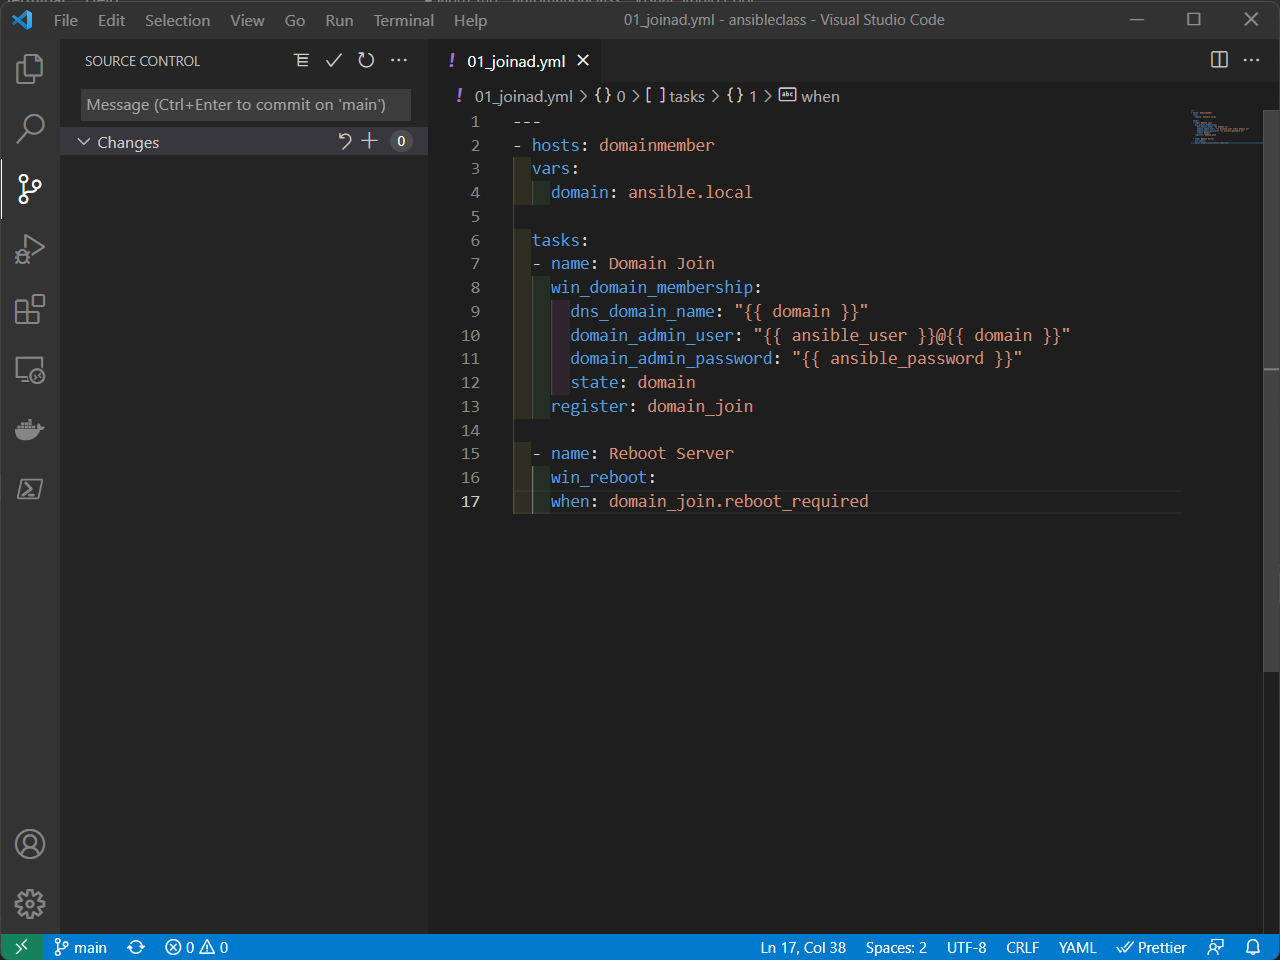 File Edit Selection View Go Run Terminal Help 01_joinad.yml - ansibleclass - Visual Studio Code
SOURCE CONTROL
Message (Ctrl+Enter to commit on 'main')
Changes 0
! 01_joinad.yml
! 01_joinad.yml > {} 0 > [ ] tasks > {} 1 > abc when
1 ---
2 - hosts: domainmember
3 vars:
4 domain: ansible.local
5
6 tasks:
7 - name: Domain Join
8 win_domain_membership:
9 dns_domain_name: "{{ domain }}"
10 domain_admin_user: "{{ ansible_user }}@{{ domain }}"
11 domain_admin_password: "{{ ansible_password }}"
12 state: domain
13 register: domain_join
14
15 - name: Reboot Server
16 win_reboot:
17 when: domain_join.reboot_required
main 0 0 Ln 17, Col 38 Spaces: 2 UTF-8 CRLF YAML Prettier